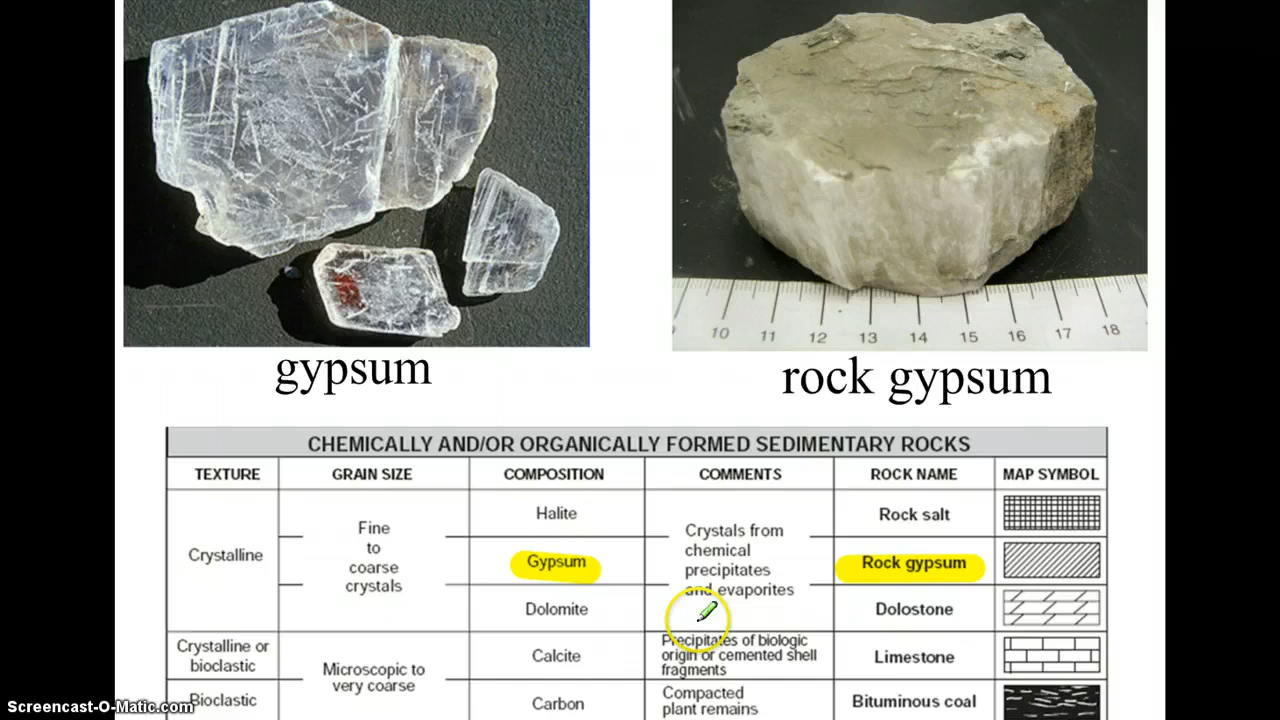 gypsum
rock gypsum
10 11 12 13 14 15 16 17 18
CHEMICALLY AND/OR ORGANICALLY FORMED SEDIMENTARY ROCKS
TEXTURE GRAIN SIZE COMPOSITION COMMENTS ROCK NAME MAP SYMBOL
Crystalline
Fine
to
coarse
crystals
Halite
Crystals from
chemical
precipitates
and evaporites
Rock salt
Gypsum
Rock gypsum
Dolomite
Dolostone
Crystalline or
bioclastic
Microscopic to
very coarse
Calcite
Precipitates of biologic
origin or cemented shell
fragments
Limestone
Bioclastic
Carbon
Compacted
plant remains
Bituminous coal
Screencast-O-Matic.com